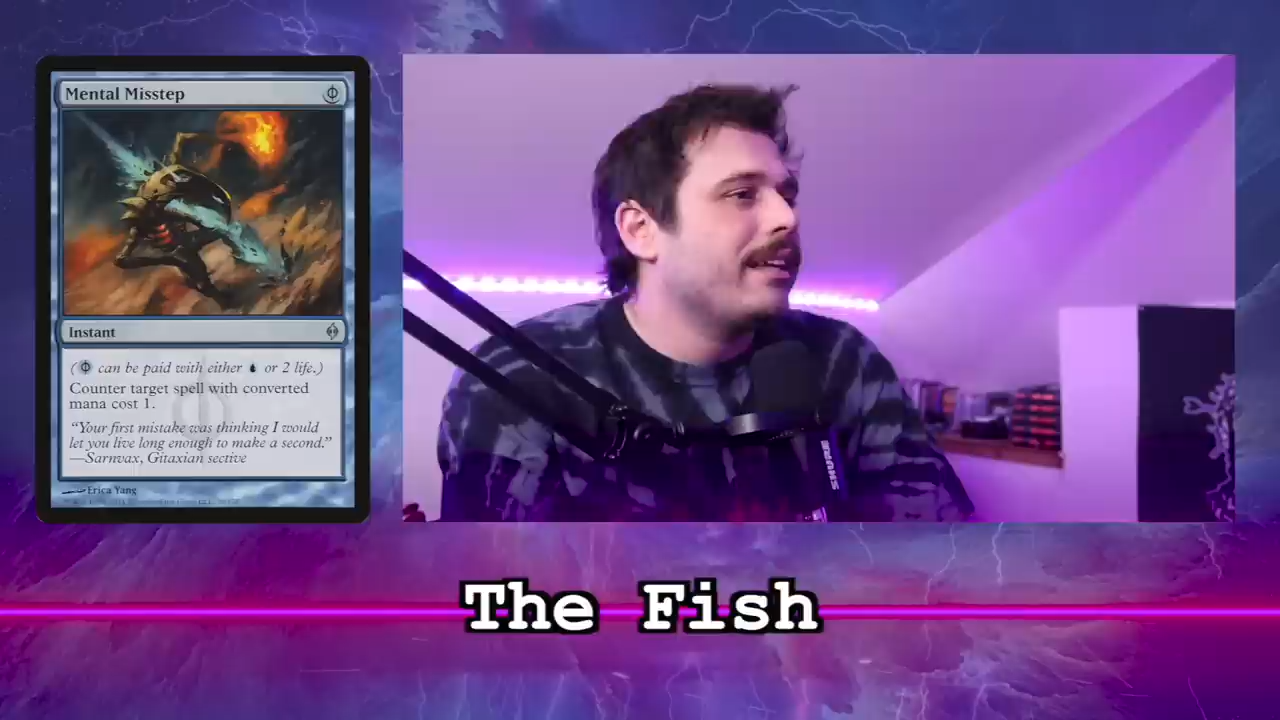 Mental Misstep
Instant
( can be paid with either or 2 life.)
Counter target spell with converted
mana cost 1.
"Your first mistake was thinking I would
let you live long enough to make a second."
—Sarnvax, Gitaxian sective
Erica Yang
SHURE
The Fish